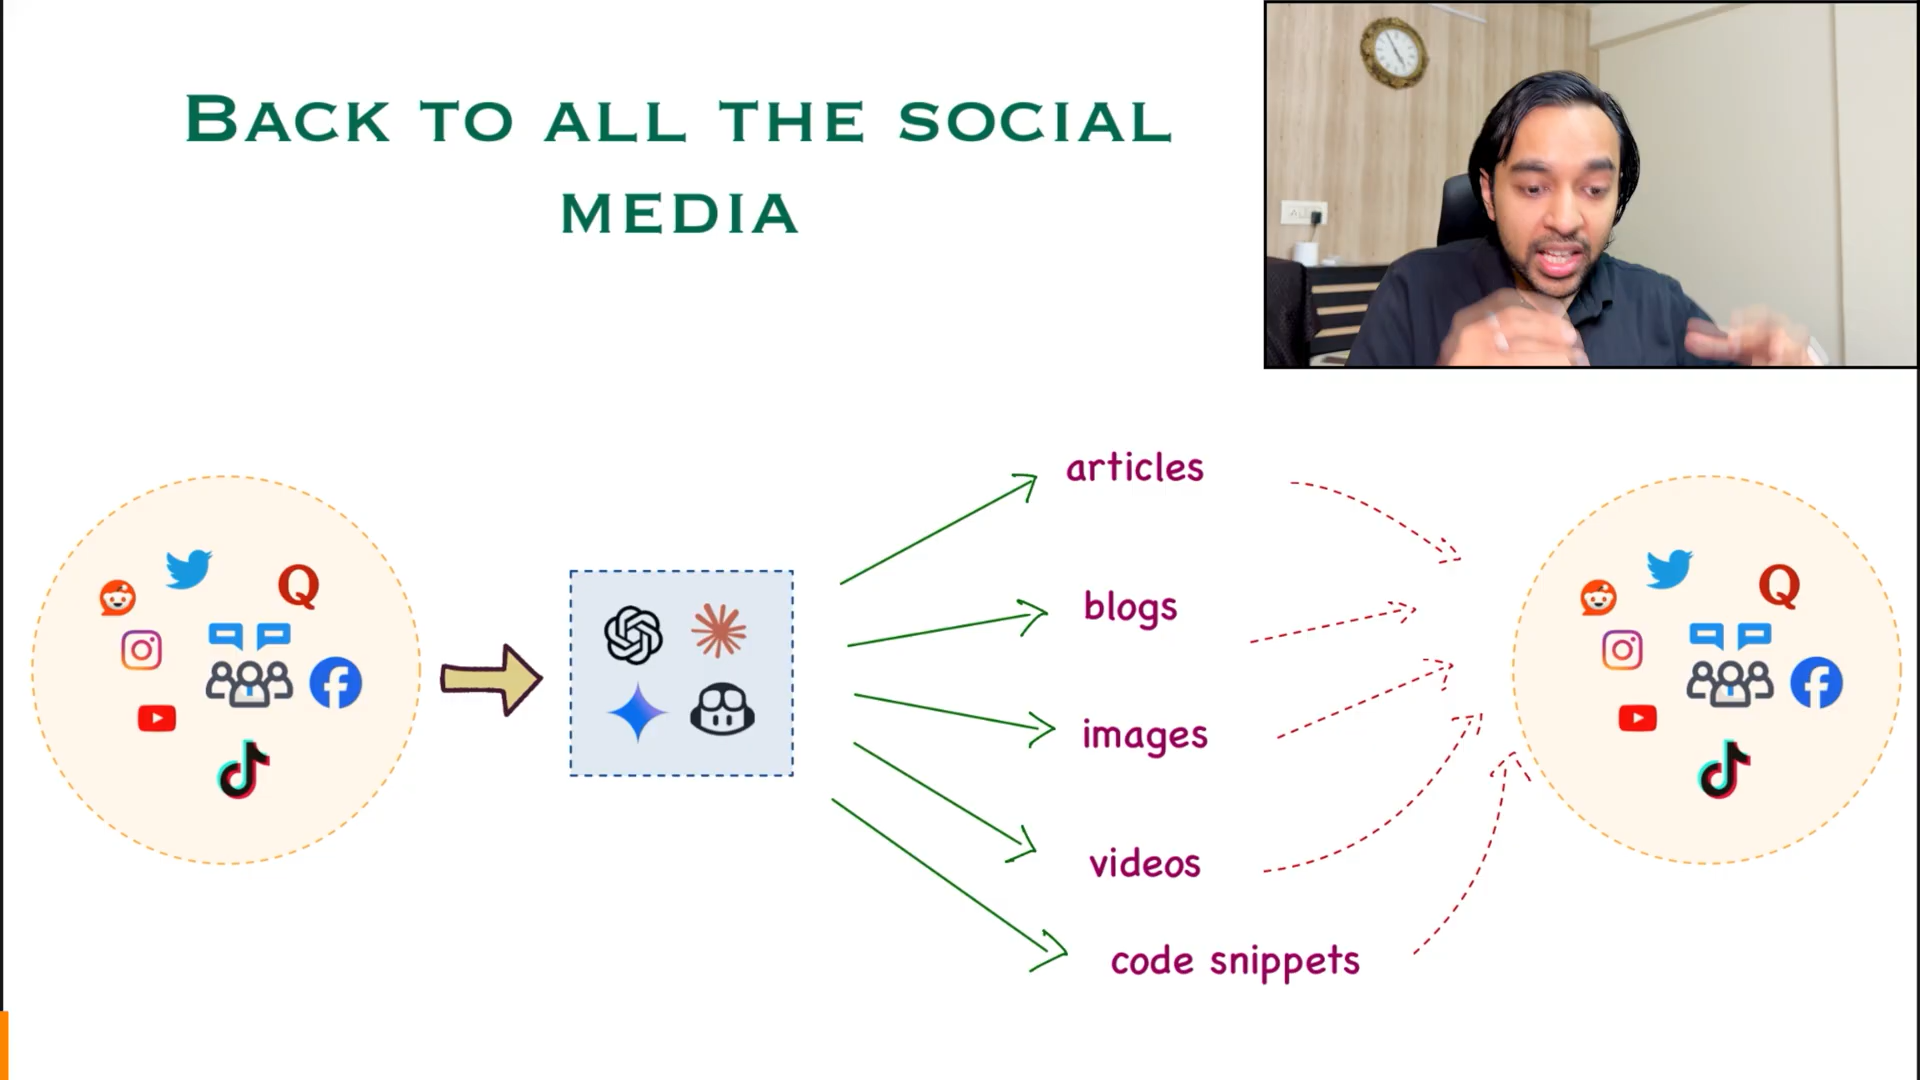 Back to all the social
media
articles
blogs
images
videos
code snippets